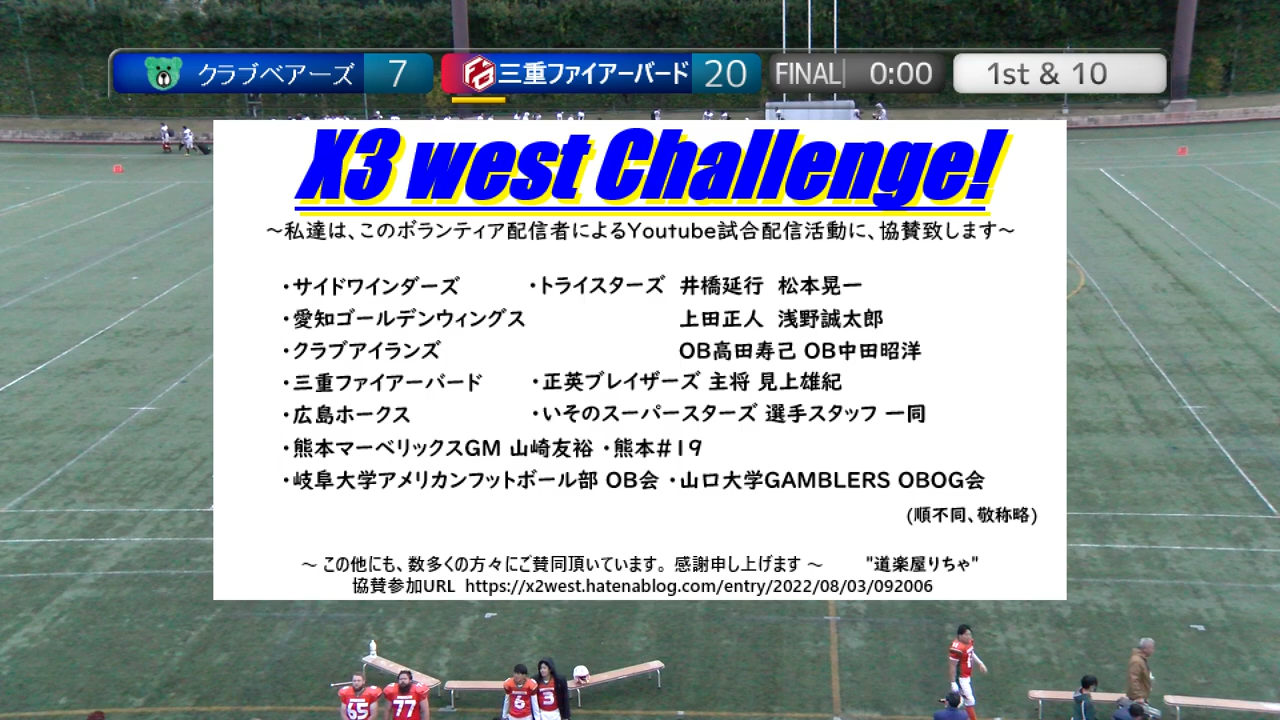 クラブベアーズ 7 三重ファイアーバード 20 FINAL 0:00 1st & 10
X3 west Challenge!
~私達は、このボランティア配信者によるYoutube試合配信活動に、協賛致します~
・サイドワインダーズ ・トライスターズ 井橋延行 松本晃一
・愛知ゴールデンウィングス 上田正人 浅野誠太郎
・クラブアイランズ OB高田寿己 OB中田昭洋
・三重ファイアーバード ・正英ブレイザーズ 主将 見上雄紀
・広島ホークス ・いそのスーパースターズ 選手スタッフ 一同
・熊本マーベリックスGM 山崎友裕 ・熊本#19
・岐阜大学アメリカンフットボール部 OB会 ・山口大学GAMBLERS OBOG会
(順不同、敬称略)
~ この他にも、数多くの方々にご賛同頂いています。感謝申し上げます ~ "道楽屋りちゃ"
協賛参加URL https://x2west.hatenablog.com/entry/2022/08/03/092006
65 77 6 3